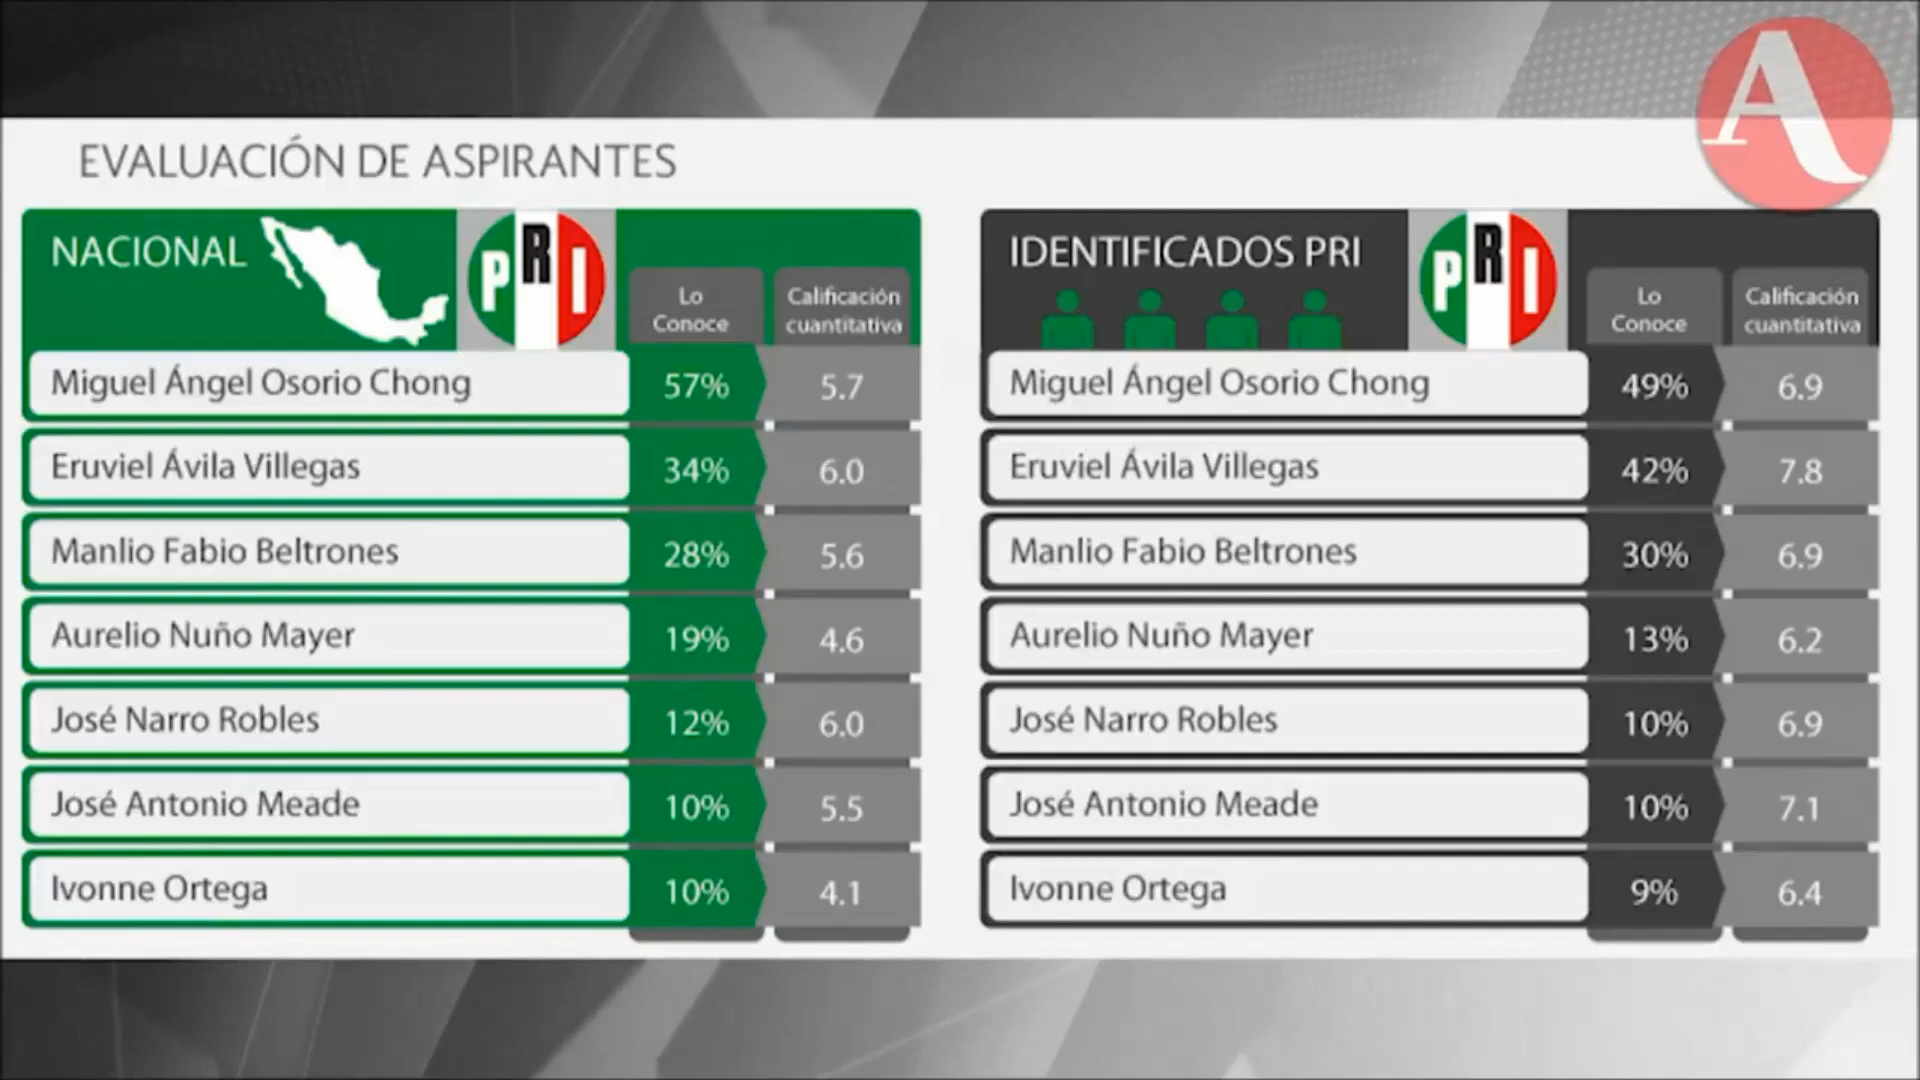 A
EVALUACIÓN DE ASPIRANTES
NACIONAL
PRI
Lo
Conoce
Calificación
cuantitativa
Miguel Ángel Osorio Chong 57% 5.7
Eruviel Ávila Villegas 34% 6.0
Manlio Fabio Beltrones 28% 5.6
Aurelio Nuño Mayer 19% 4.6
José Narro Robles 12% 6.0
José Antonio Meade 10% 5.5
Ivonne Ortega 10% 4.1
IDENTIFICADOS PRI
PRI
Lo
Conoce
Calificación
cuantitativa
Miguel Ángel Osorio Chong 49% 6.9
Eruviel Ávila Villegas 42% 7.8
Manlio Fabio Beltrones 30% 6.9
Aurelio Nuño Mayer 13% 6.2
José Narro Robles 10% 6.9
José Antonio Meade 10% 7.1
Ivonne Ortega 9% 6.4